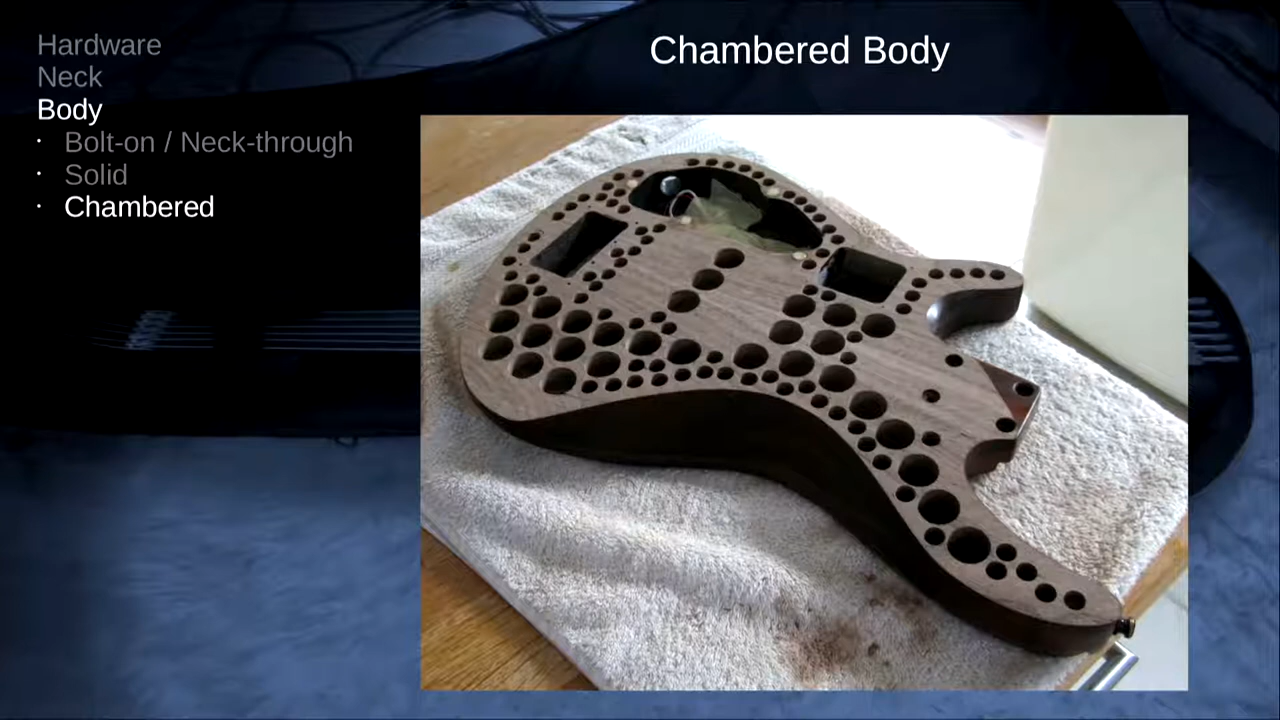 Hardware
Neck
Body
· Bolt-on / Neck-through
· Solid
· Chambered
Chambered Body